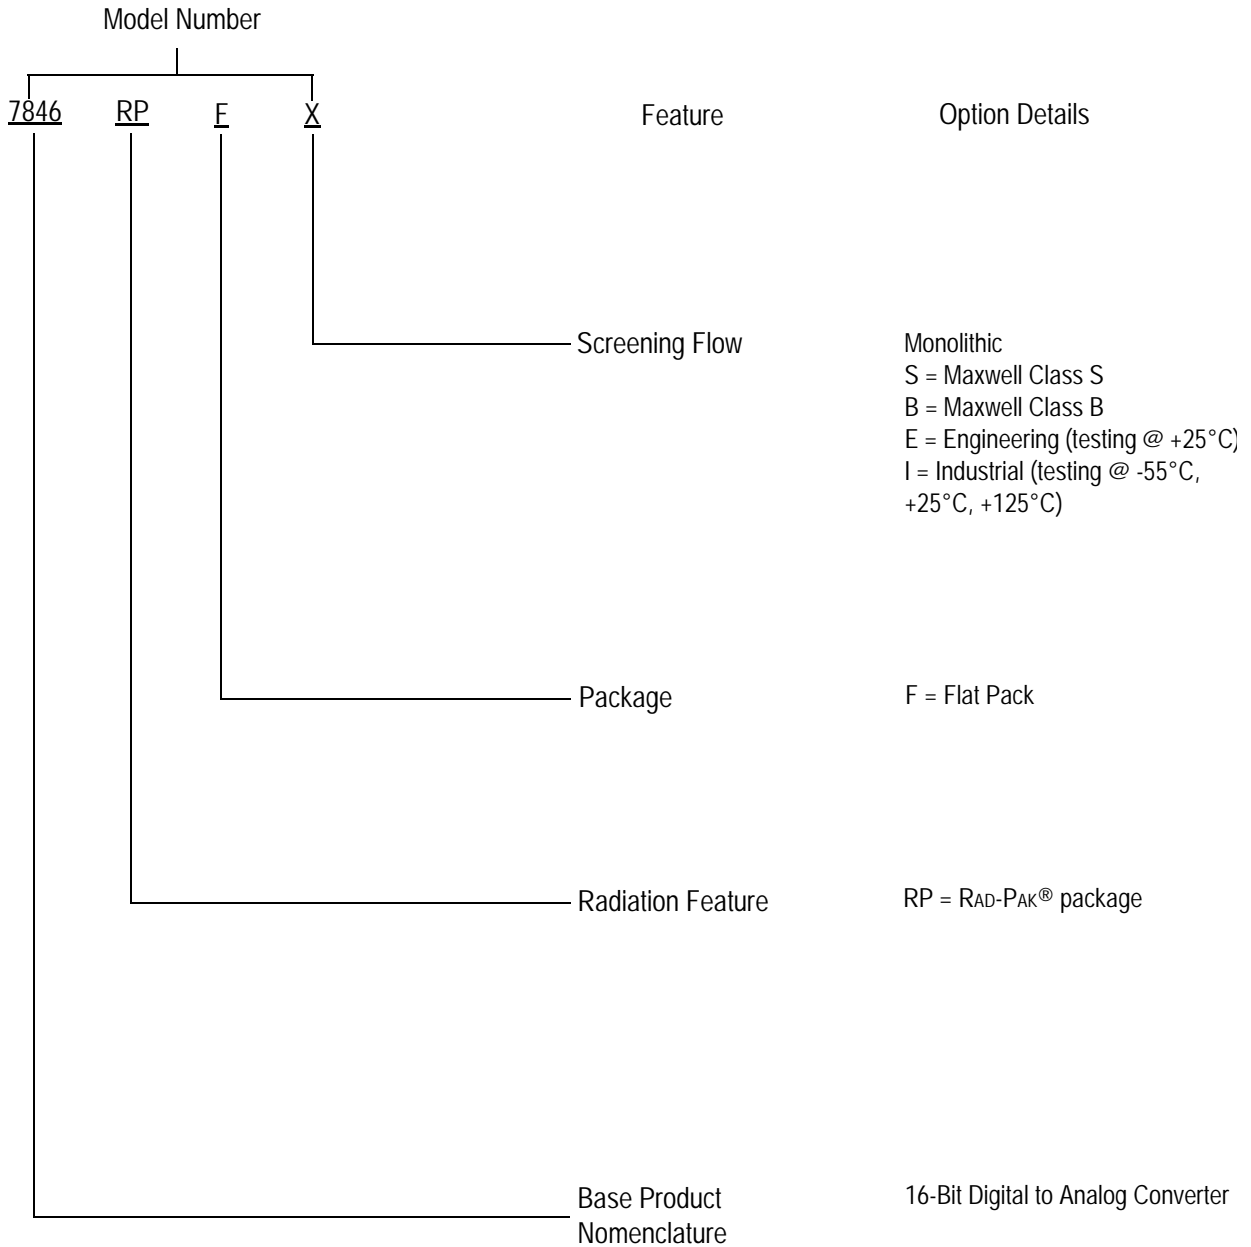 Model Number
7846 RP F X
Feature
Option Details
Screening Flow
Monolithic
S = Maxwell Class S
B = Maxwell Class B
E = Engineering (testing @ +25°C)
I = Industrial (testing @ -55°C,
+25°C, +125°C)
Package
F = Flat Pack
Radiation Feature
RP = RAD-PAK® package
Base Product
Nomenclature
16-Bit Digital to Analog Converter